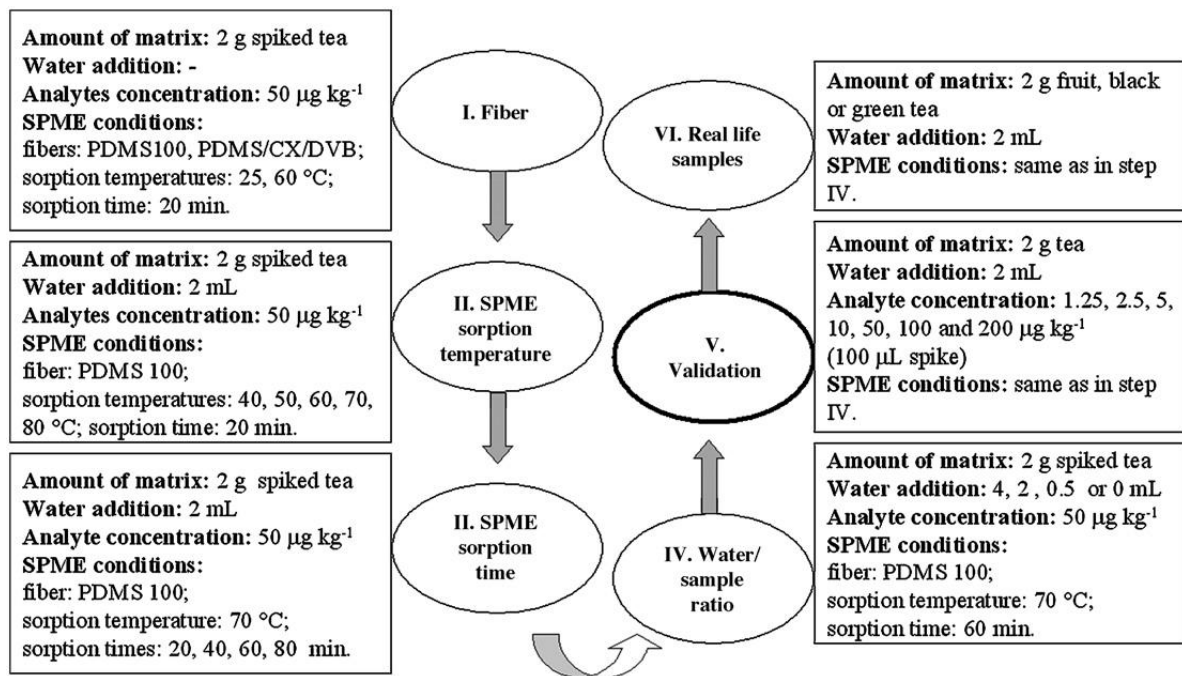 Amount of matrix: 2 g spiked tea
Water addition: -
Analytes concentration: 50 µg kg⁻¹
SPME conditions:
fibers: PDMS100, PDMS/CX/DVB;
sorption temperatures: 25, 60 °C;
sorption time: 20 min.
I. Fiber
Amount of matrix: 2 g spiked tea
Water addition: 2 mL
Analytes concentration: 50 µg kg⁻¹
SPME conditions:
fiber: PDMS 100;
sorption temperatures: 40, 50, 60, 70,
80 °C; sorption time: 20 min.
II. SPME
sorption
temperature
Amount of matrix: 2 g spiked tea
Water addition: 2 mL
Analyte concentration: 50 µg kg⁻¹
SPME conditions:
fiber: PDMS 100;
sorption temperature: 70 °C;
sorption times: 20, 40, 60, 80 min.
II. SPME
sorption
time
IV. Water/
sample
ratio
Amount of matrix: 2 g spiked tea
Water addition: 4, 2 , 0.5 or 0 mL
Analyte concentration: 50 µg kg⁻¹
SPME conditions:
fiber: PDMS 100;
sorption temperature: 70 °C;
sorption time: 60 min.
V.
Validation
Amount of matrix: 2 g tea
Water addition: 2 mL
Analyte concentration: 1.25, 2.5, 5,
10, 50, 100 and 200 µg kg⁻¹
(100 µL spike)
SPME conditions: same as in step
IV.
VI. Real life
samples
Amount of matrix: 2 g fruit, black
or green tea
Water addition: 2 mL
SPME conditions: same as in step
IV.